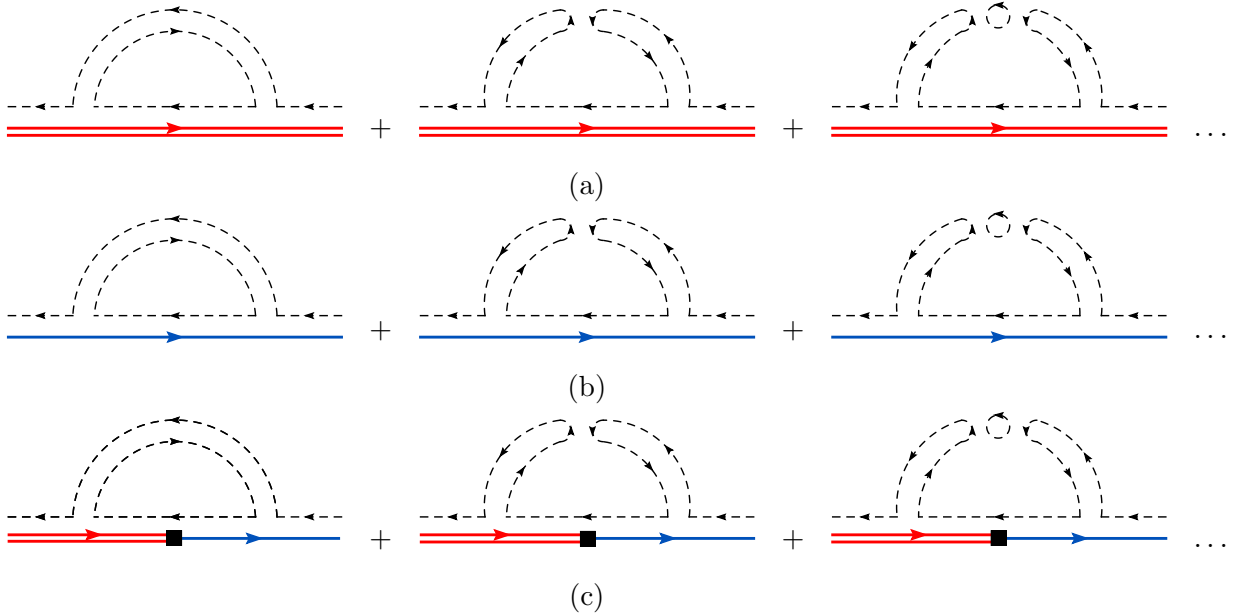 + + ...
(a)
+ + ...
(b)
+ + ...
(c)